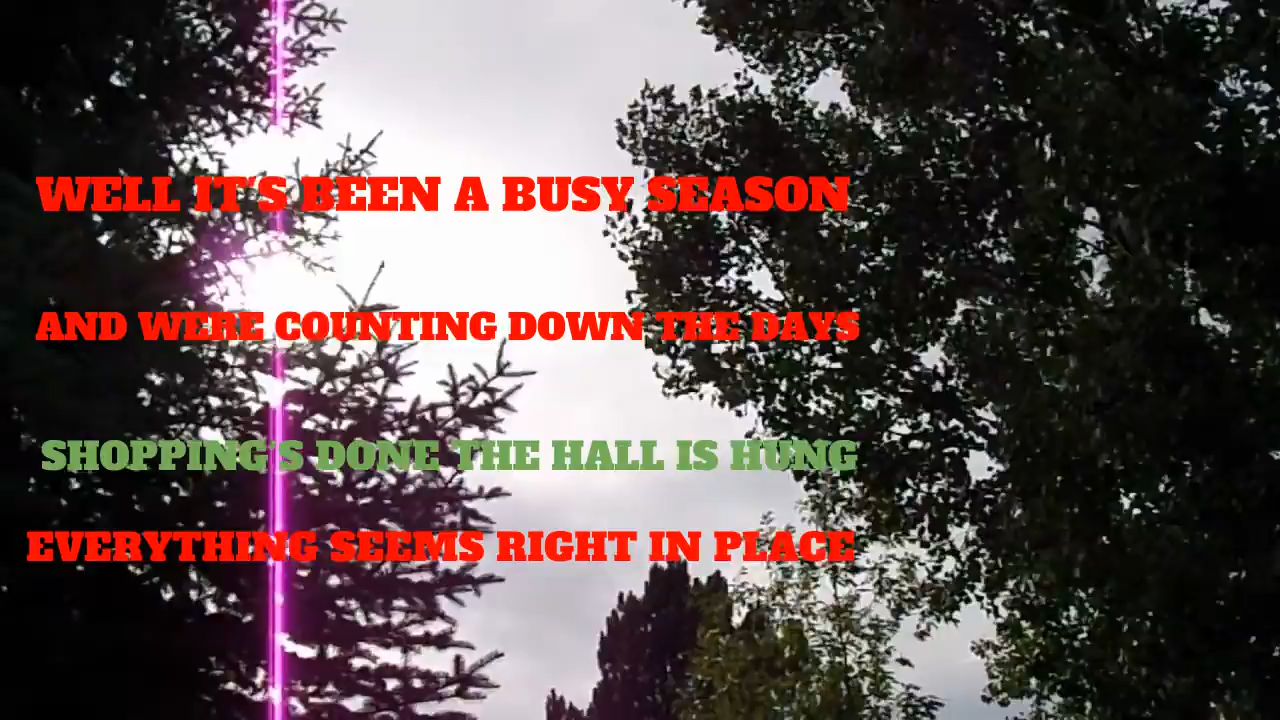 WELL IT'S BEEN A BUSY SEASON
AND WERE COUNTING DOWN THE DAYS
SHOPPING'S DONE THE HALL IS HUNG
EVERYTHING SEEMS RIGHT IN PLACE